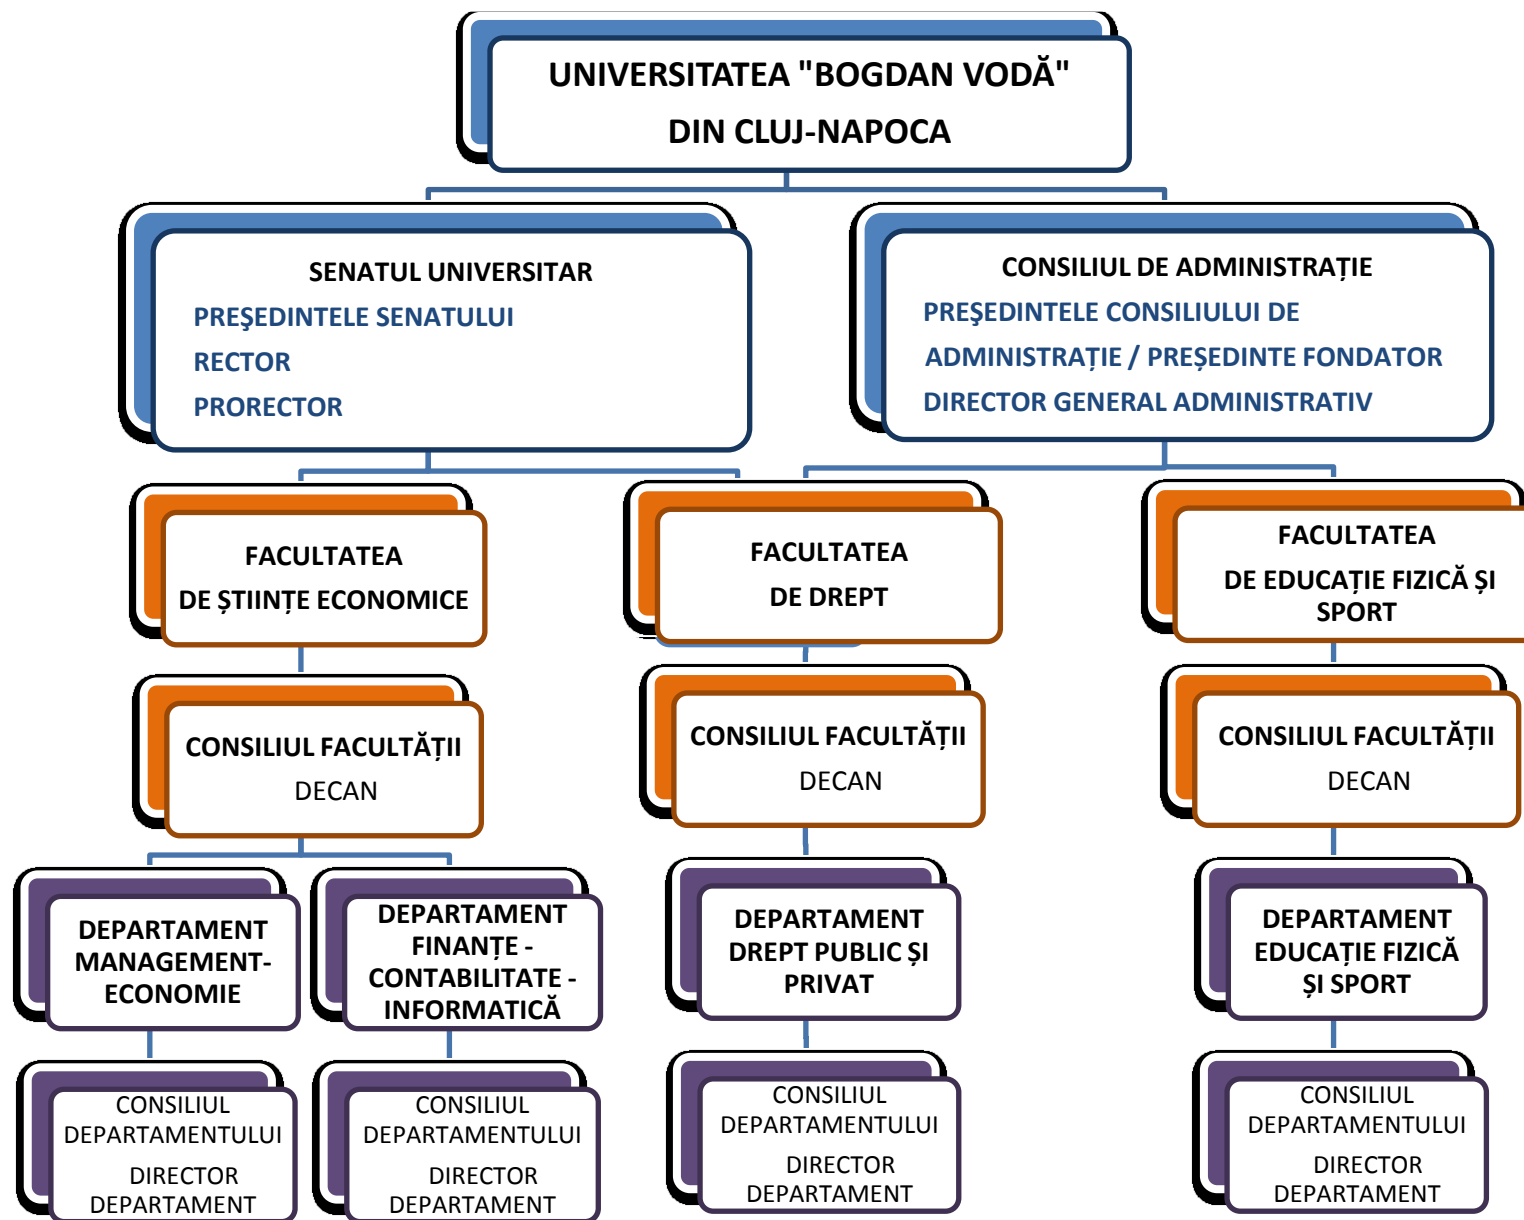 UNIVERSITATEA "BOGDAN VODĂ"
DIN CLUJ-NAPOCA
SENATUL UNIVERSITAR
PREŞEDINTELE SENATULUI
RECTOR
PRORECTOR
CONSILIUL DE ADMINISTRAȚIE
PREŞEDINTELE CONSILIULUI DE
ADMINISTRAȚIE / PREȘEDINTE FONDATOR
DIRECTOR GENERAL ADMINISTRATIV
FACULTATEA
DE ȘTIINȚE ECONOMICE
FACULTATEA
DE DREPT
FACULTATEA
DE EDUCAȚIE FIZICĂ ȘI
SPORT
CONSILIUL FACULTĂȚII
DECAN
CONSILIUL FACULTĂȚII
DECAN
CONSILIUL FACULTĂȚII
DECAN
DEPARTAMENT
MANAGEMENT-
ECONOMIE
DEPARTAMENT
FINANȚE -
CONTABILITATE -
INFORMATICĂ
DEPARTAMENT
DREPT PUBLIC ȘI
PRIVAT
DEPARTAMENT
EDUCAȚIE FIZICĂ
ȘI SPORT
CONSILIUL
DEPARTAMENTULUI
DIRECTOR
DEPARTAMENT
CONSILIUL
DEPARTAMENTULUI
DIRECTOR
DEPARTAMENT
CONSILIUL
DEPARTAMENTULUI
DIRECTOR
DEPARTAMENT
CONSILIUL
DEPARTAMENTULUI
DIRECTOR
DEPARTAMENT